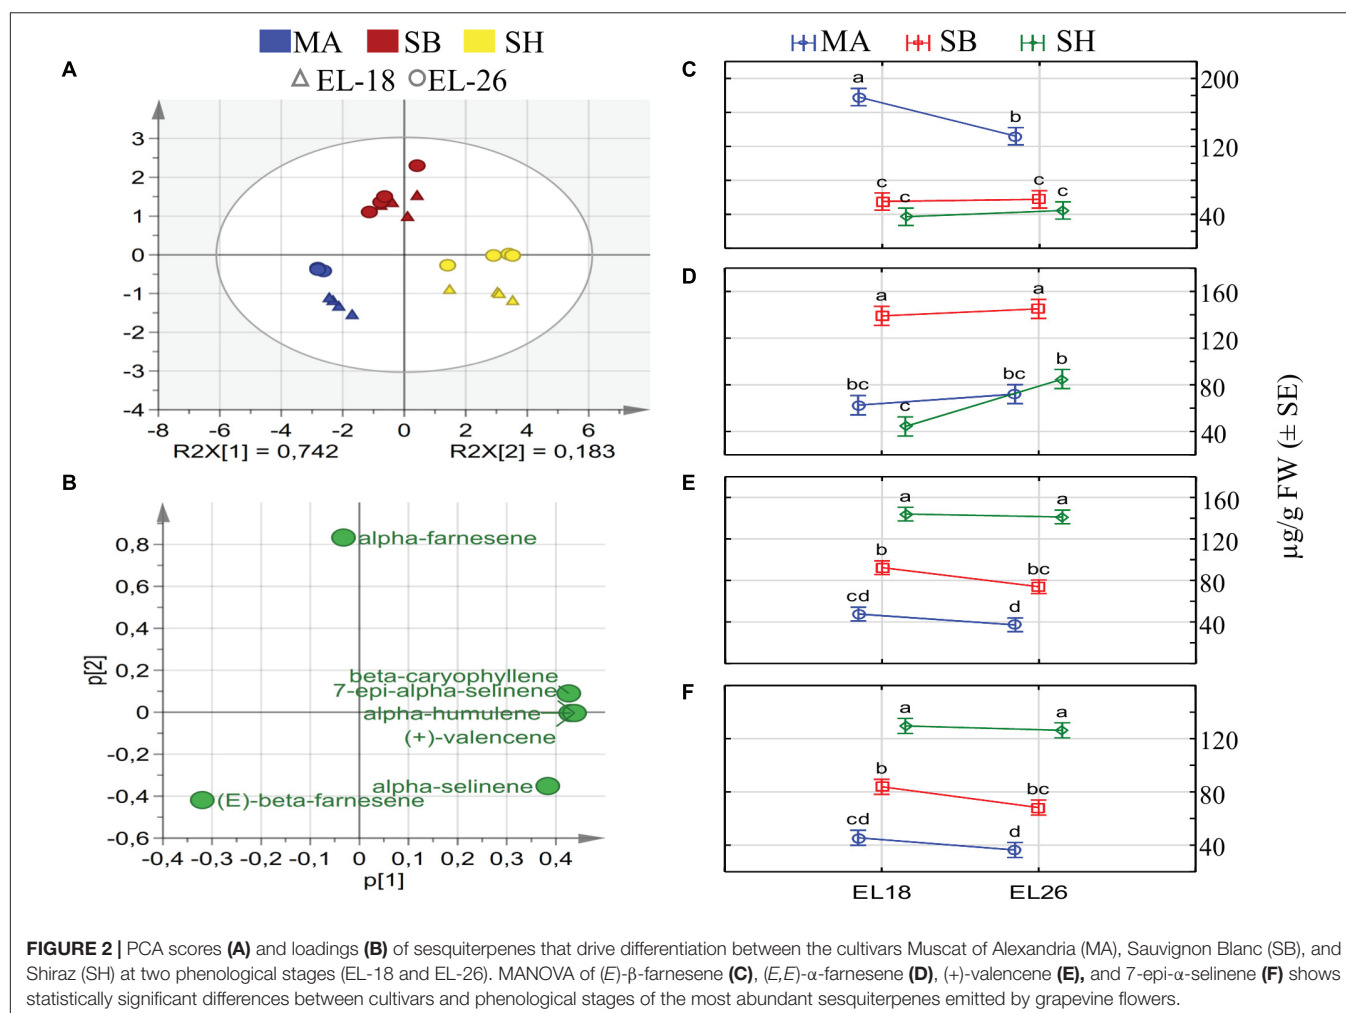 MA SB SH
A
EL-18 EL-26
3
2
1
0
-1
-2
-3
-4
-8 -6 -4 -2 0 2 4 6
R2X[1] = 0,742 R2X[2] = 0,183
B
p[2]
0,8
0,6
0,4
0,2
0
-0,2
-0,4
-0,6
alpha-farnesene
beta-caryophyllene
7-epi-alpha-selinene
alpha-humulene
(+)-valencene
alpha-selinene
(E)-beta-farnesene
-0,4 -0,3 -0,2 -0,1 0 0,1 0,2 0,3 0,4
p[1]
MA SB SH
C
a
b
c c
c c
200
120
40
D
a a
bc bc b
c
160
120
80
40
E
a a
b bc
cd d
160
120
80
40
F
a a
b bc
cd d
120
80
40
EL18 EL26
µg/g FW (± SE)
FIGURE 2 | PCA scores (A) and loadings (B) of sesquiterpenes that drive differentiation between the cultivars Muscat of Alexandria (MA), Sauvignon Blanc (SB), and
Shiraz (SH) at two phenological stages (EL-18 and EL-26). MANOVA of (E)-β-farnesene (C), (E,E)-α-farnesene (D), (+)-valencene (E), and 7-epi-α-selinene (F) shows
statistically significant differences between cultivars and phenological stages of the most abundant sesquiterpenes emitted by grapevine flowers.